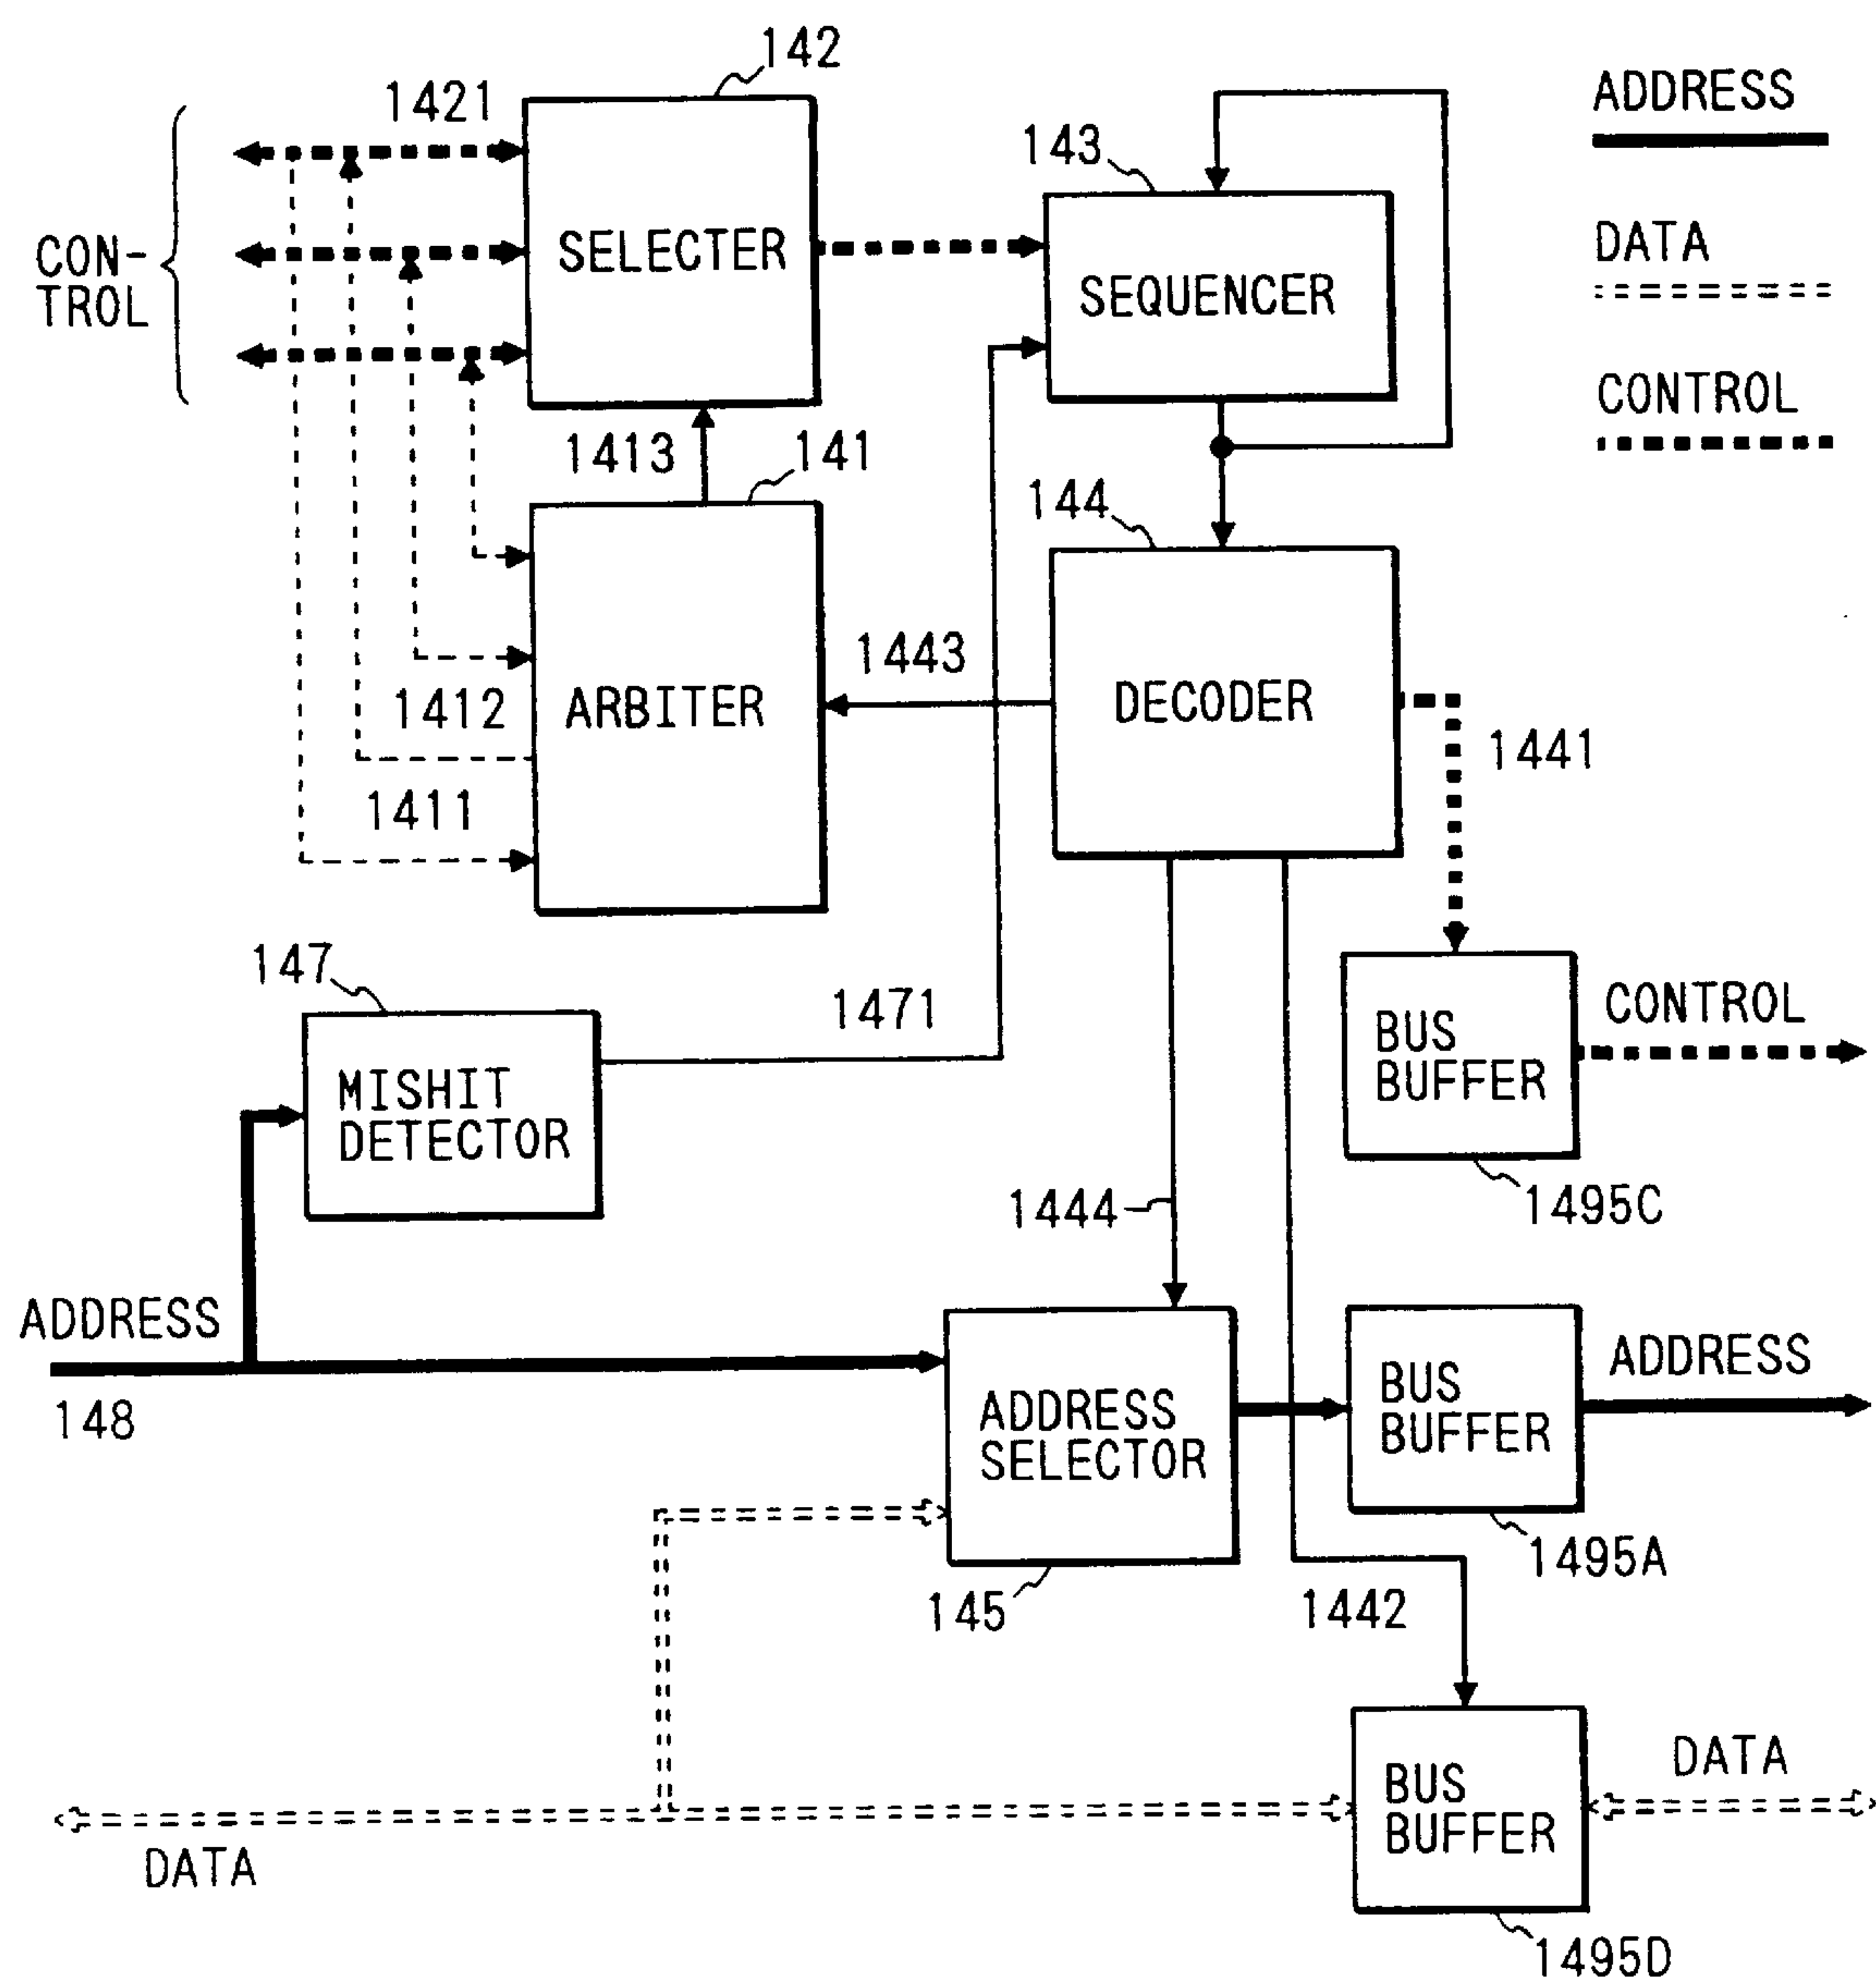 142
ADDRESS
1421
143
CON-
TROL
SELECTER
SEQUENCER
DATA
CONTROL
1413
141
144
1443
ARBITER
DECODER
1412
1441
1411
147
1471
CONTROL
BUS
BUFFER
MISHIT
DETECTOR
1444
1495C
ADDRESS
148
ADDRESS
SELECTOR
BUS
BUFFER
ADDRESS
145
1442
1495A
BUS
BUFFER
DATA
DATA
1495D